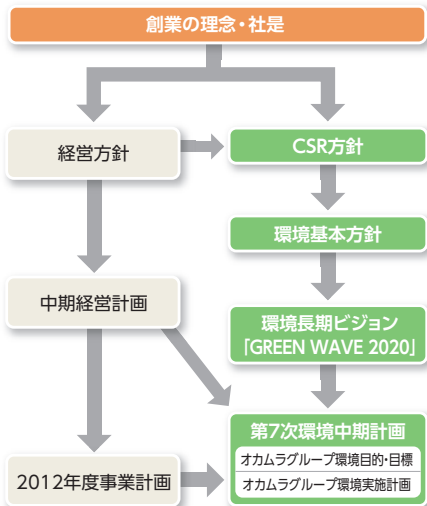 創業の理念・社是
経営方針
CSR方針
環境基本方針
中期経営計画
環境長期ビジョン
「GREEN WAVE 2020」
第7次環境中期計画
オカムラグループ環境目的・目標
オカムラグループ環境実施計画
2012年度事業計画